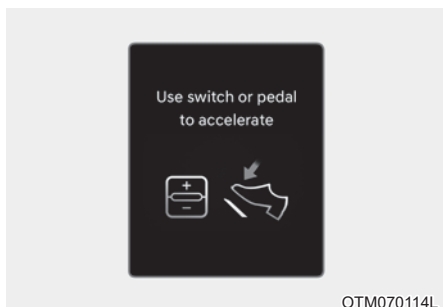 Use switch or pedal
to accelerate
+
−
OTM070114L